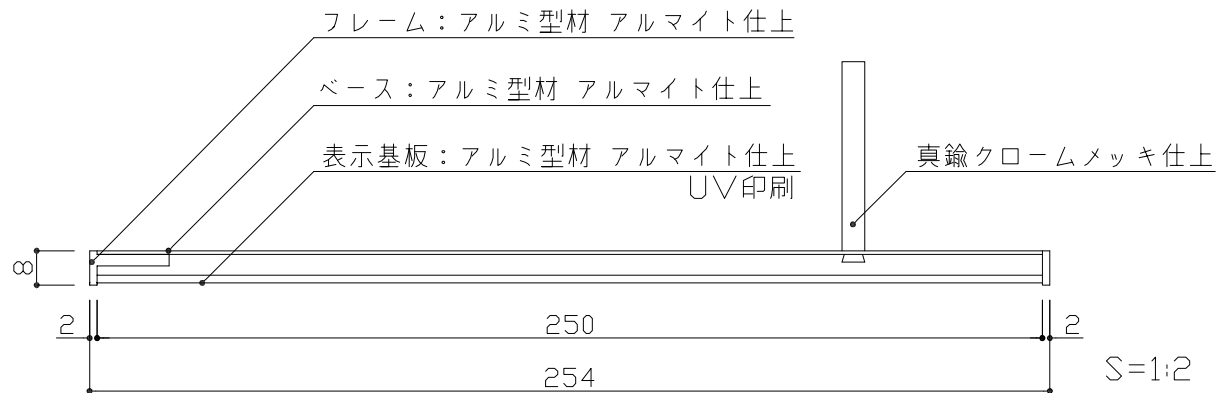 フレーム：アルミ型材 アルマイト仕上
ベース：アルミ型材 アルマイト仕上
表示基板：アルミ型材 アルマイト仕上
UV印刷
真鍮クロームメッキ仕上
8
2
250
2
254
S=1:2